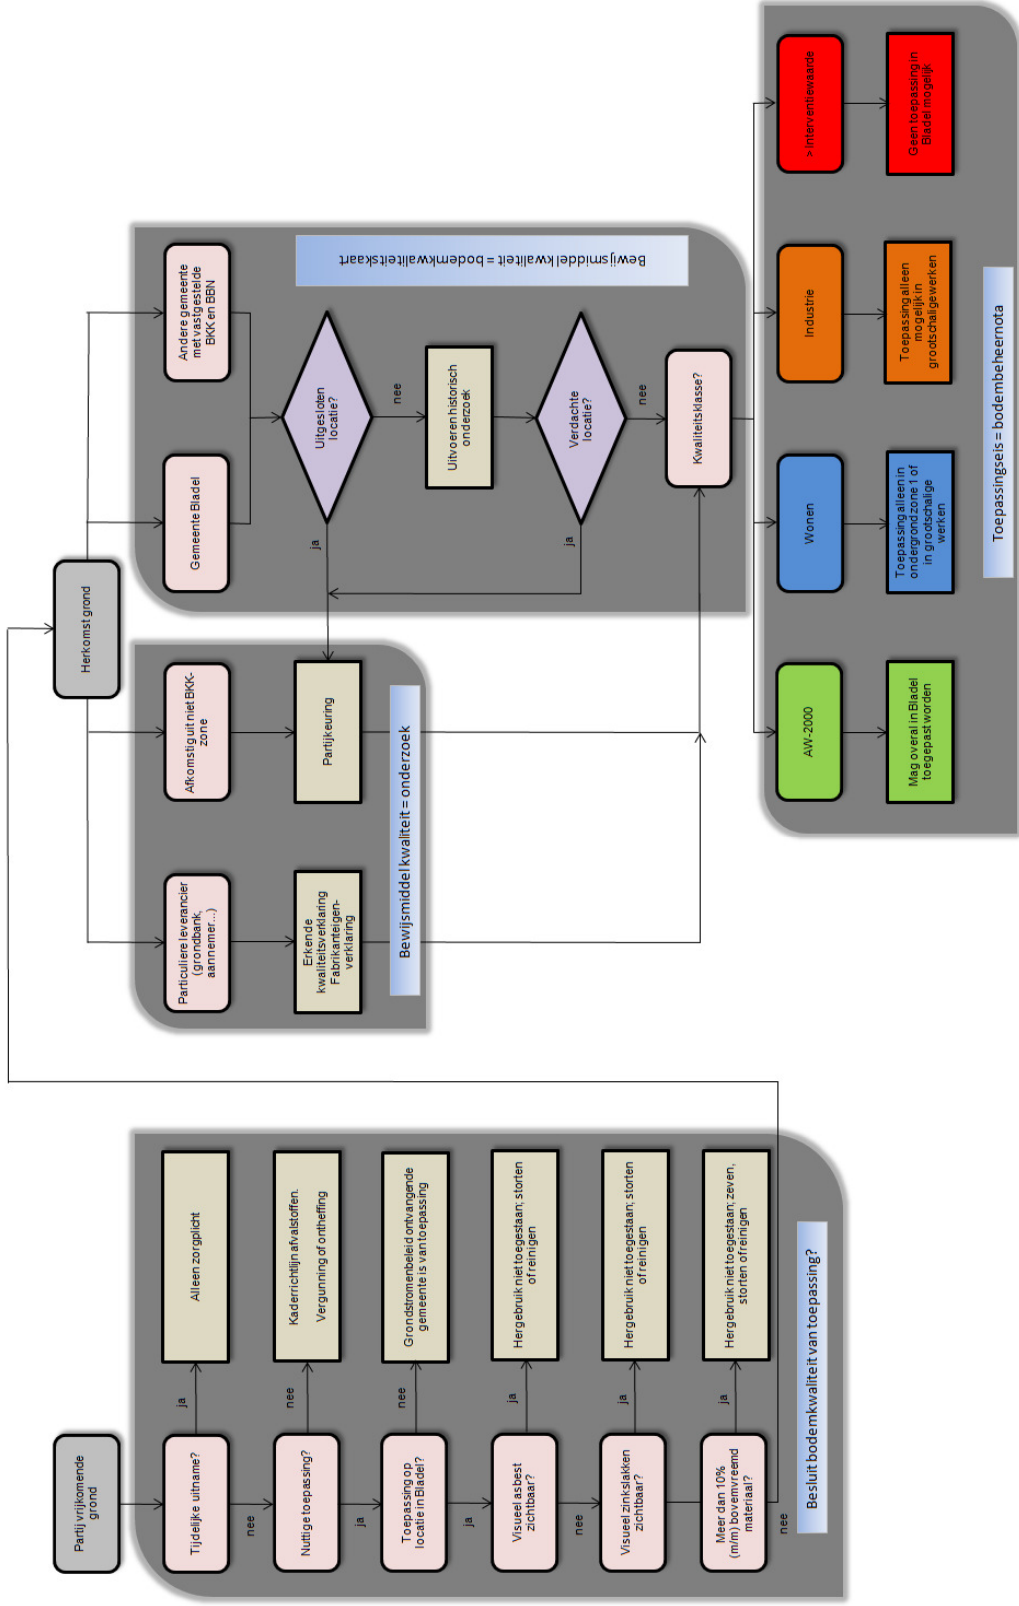 Partij vrijkomende
grond
Tijdelijke uitname?
ja
Alleen zorgplicht
nee
Nuttige toepassing?
nee
Kaderrichtlijn afvalstoffen.
Vergunning of ontheffing
ja
Toepassing op
locatie in Bladel?
nee
Grondstromenbeleid ontvangende
gemeente is van toepassing
ja
Visueel asbest
zichtbaar?
ja
Hergebruik niet toegestaan; storten
of reinigen
nee
Visueel zinkslakken
zichtbaar?
ja
Hergebruik niet toegestaan; storten
of reinigen
Meer dan 10%
(m/m) bovemvreemd
materiaal?
ja
Hergebruik niet toegestaan; zeven,
storten of reinigen
nee
Besluit bodemkwaliteit van toepassing?
Herkomst grond
Particuliere leverancier
(grondbank,
aannemer...)
Afkomstig uit niet BKK-
zone
Erkende
kwaliteitsverklaring
Fabrikanteigen-
verklaring
Partijkeuring
Bewijsmiddel kwaliteit = onderzoek
Gemeente Bladel
Andere gemeente
met vastgestelde
BKK en BBN
Uitgesloten
locatie?
ja
nee
Uitvoeren historisch
onderzoek
Verdachte
locatie?
ja
nee
Kwaliteitsklasse?
Bewijsmiddel kwaliteit = bodemkwaliteitskaart
AW-2000
Wonen
Industrie
> Interventiewaarde
Mag overal in Bladel
toegepast worden
Toepassing alleen in
ondergrond zone 1 of
in grootschalige
werken
Toepassing alleen
mogelijk in
grootschalige werken
Geen toepassing in
Bladel mogelijk
Toepassingseis = bodembeheernota